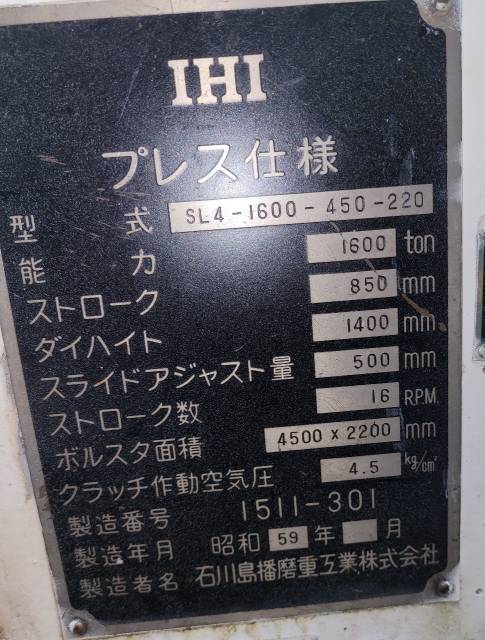 IHI
プレス仕様
型式 SL4-1600-450-220
能力 1600 ton
ストローク 850 mm
ダイハイト 1400 mm
スライドアジャスト量 500 mm
ストローク数 16 R.P.M.
ボルスタ面積 4500 x 2200 mm
クラッチ作動空気圧 4.5 kg/cm²
製造番号 1511-301
製造年月 昭和 59 年 月
製造者名 石川島播磨重工業株式会社